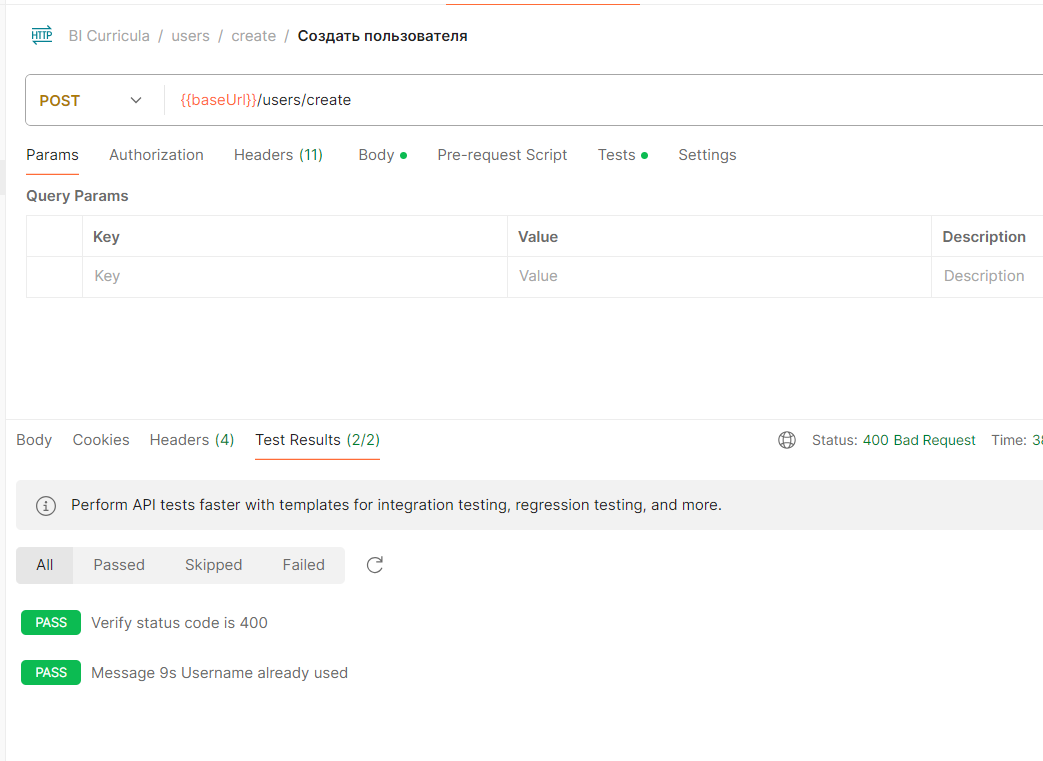 HTTP BI Curricula / users / create / Создать пользователя
POST {{baseUrl}}/users/create
Params Authorization Headers (11) Body Pre-request Script Tests Settings
Query Params
Key Value Description
Key Value Description
Body Cookies Headers (4) Test Results (2/2) Status: 400 Bad Request Time: 38
Perform API tests faster with templates for integration testing, regression testing, and more.
All Passed Skipped Failed
PASS Verify status code is 400
PASS Message 9s Username already used